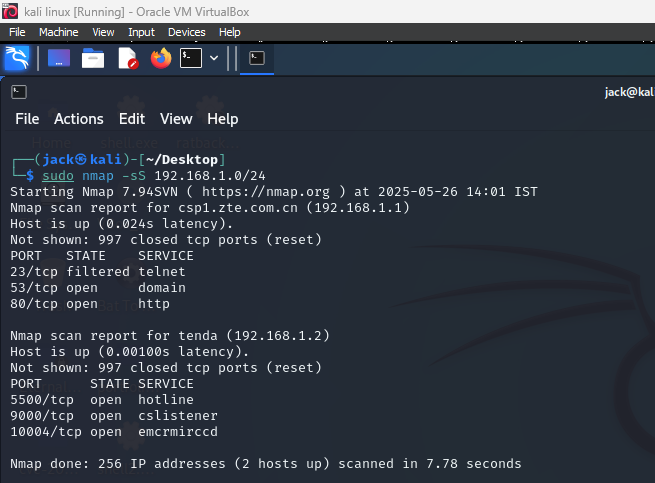 kali linux [Running] - Oracle VM VirtualBox
File Machine View Input Devices Help
jack@kal
File Actions Edit View Help
┌──(jack㉿kali)-[~/Desktop]
└─$ sudo nmap -sS 192.168.1.0/24
Starting Nmap 7.94SVN ( https://nmap.org ) at 2025-05-26 14:01 IST
Nmap scan report for csp1.zte.com.cn (192.168.1.1)
Host is up (0.024s latency).
Not shown: 997 closed tcp ports (reset)
PORT   STATE    SERVICE
23/tcp filtered telnet
53/tcp open     domain
80/tcp open     http
Nmap scan report for tenda (192.168.1.2)
Host is up (0.00100s latency).
Not shown: 997 closed tcp ports (reset)
PORT      STATE SERVICE
5500/tcp  open  hotline
9000/tcp  open  cslistener
10004/tcp open  emcrmirccd
Nmap done: 256 IP addresses (2 hosts up) scanned in 7.78 seconds